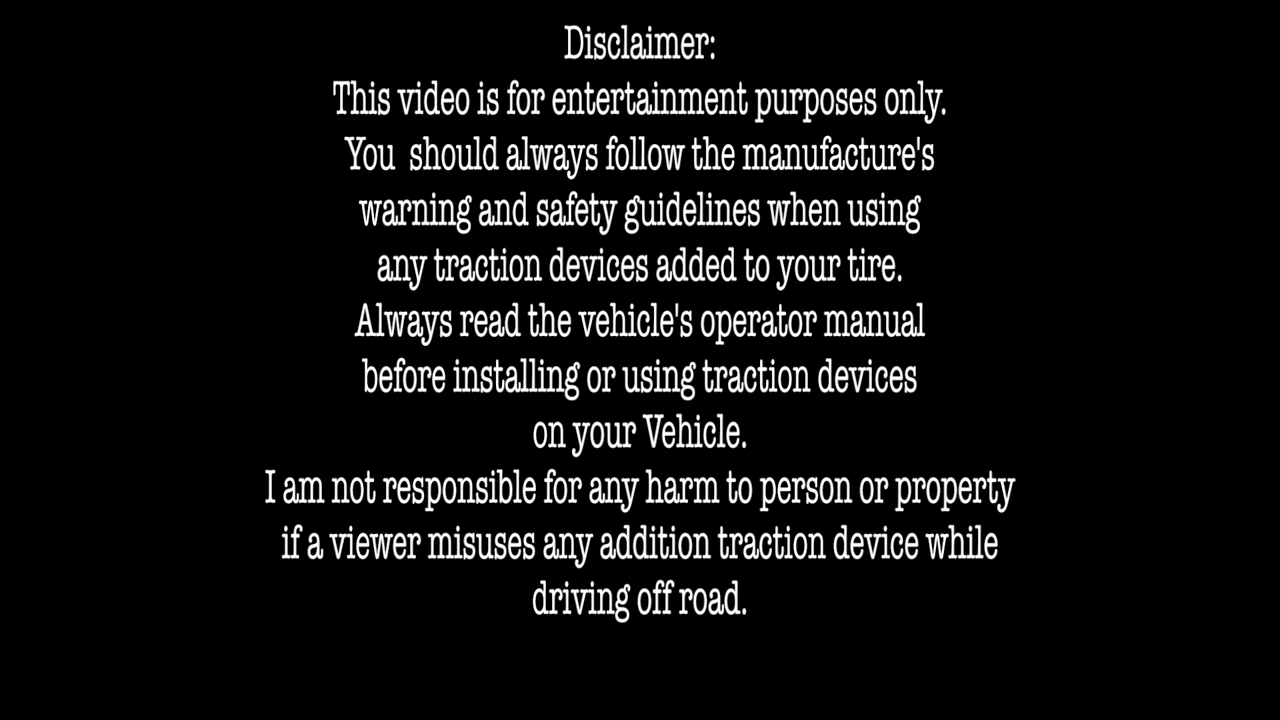 Disclaimer:
This video is for entertainment purposes only.
You  should always follow the manufacture's
warning and safety guidelines when using
any traction devices added to your tire.
Always read the vehicle's operator manual
before installing or using traction devices
on your Vehicle.
I am not responsible for any harm to person or property
if a viewer misuses any addition traction device while
driving off road.